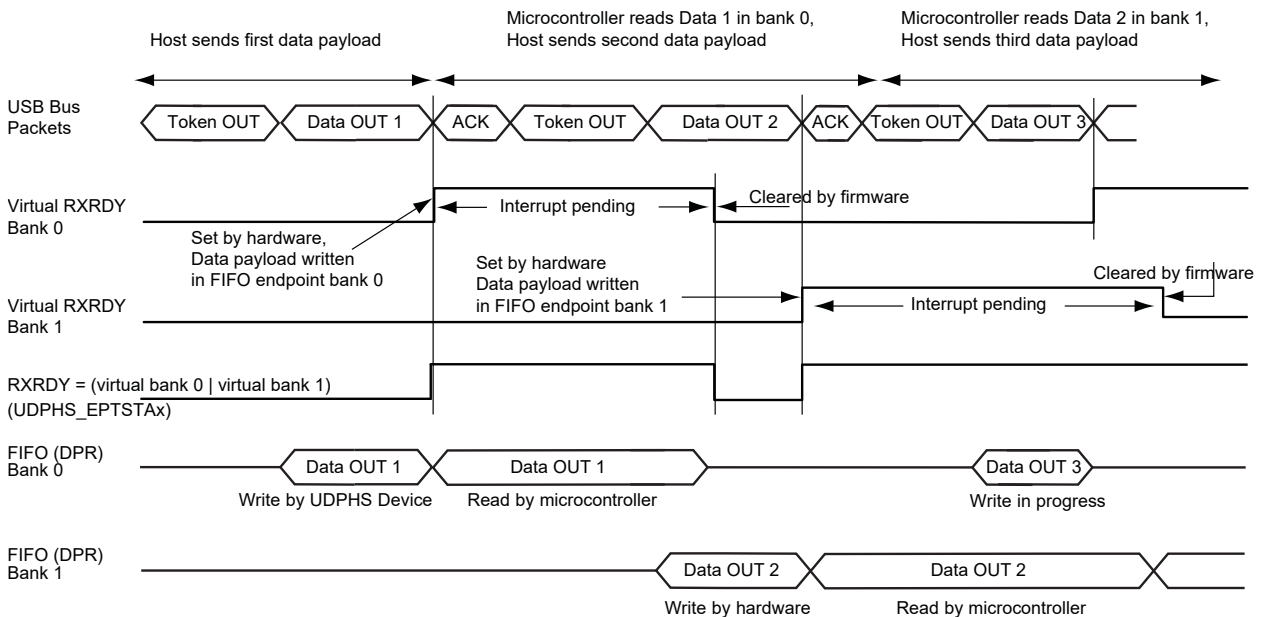 Host sends first data payload
Microcontroller reads Data 1 in bank 0,
Host sends second data payload
Microcontroller reads Data 2 in bank 1,
Host sends third data payload
USB Bus
Packets
Token OUT
Data OUT 1
ACK
Token OUT
Data OUT 2
ACK
Token OUT
Data OUT 3
Virtual RXRDY
Bank 0
Interrupt pending
Cleared by firmware
Set by hardware,
Data payload written
in FIFO endpoint bank 0
Set by hardware
Data payload written
in FIFO endpoint bank 1
Cleared by firmware
Virtual RXRDY
Bank 1
Interrupt pending
RXRDY = (virtual bank 0 | virtual bank 1)
(UDPHS_EPTSTAx)
FIFO (DPR)
Bank 0
Data OUT 1
Data OUT 1
Data OUT 3
Write by UDPHS Device
Read by microcontroller
Write in progress
FIFO (DPR)
Bank 1
Data OUT 2
Data OUT 2
Write by hardware
Read by microcontroller